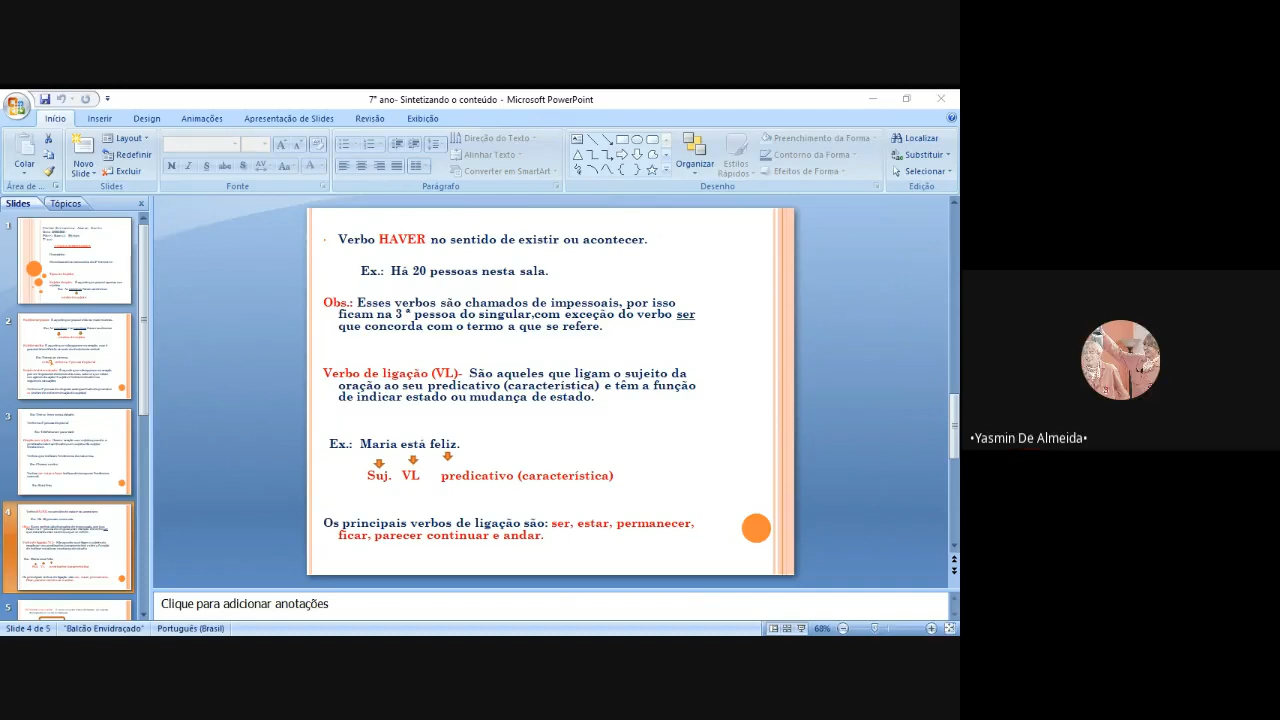 7º ano- Sintetizando o conteúdo - Microsoft PowerPoint
Início Inserir Design Animações Apresentação de Slides Revisão Exibição
Colar
Área de ...
Novo
Slide
Layout
Redefinir
Excluir
Slides
N I S abc S AV Aa A
Fonte
Direção do Texto
Alinhar Texto
Converter em SmartArt
Parágrafo
Organizar
Estilos
Rápidos
Preenchimento da Forma
Contorno da Forma
Efeitos de Forma
Desenho
Localizar
Substituir
Selecionar
Edição
Slides Tópicos
1
2
3
4
5
Verbo HAVER no sentido de existir ou acontecer.
Ex.: Há 20 pessoas nesta sala.
Obs.: Esses verbos são chamados de impessoais, por isso
ficam na 3 ª pessoa do singular,com exceção do verbo ser
que concorda com o termo a que se refere.
Verbo de ligação (VL)- São aqueles que ligam o sujeito da
oração ao seu predicativo (característica) e têm a função
de indicar estado ou mudança de estado.
Ex.: Maria está feliz.
Suj. VL predicativo (característica)
Os principais verbos de ligação são: ser, estar, permanecer,
ficar, parecer continuar e andar.
Clique para adicionar anotações
Slide 4 de 5 "Balcão Envidraçado" Português (Brasil) 68%
•Yasmin De Almeida•